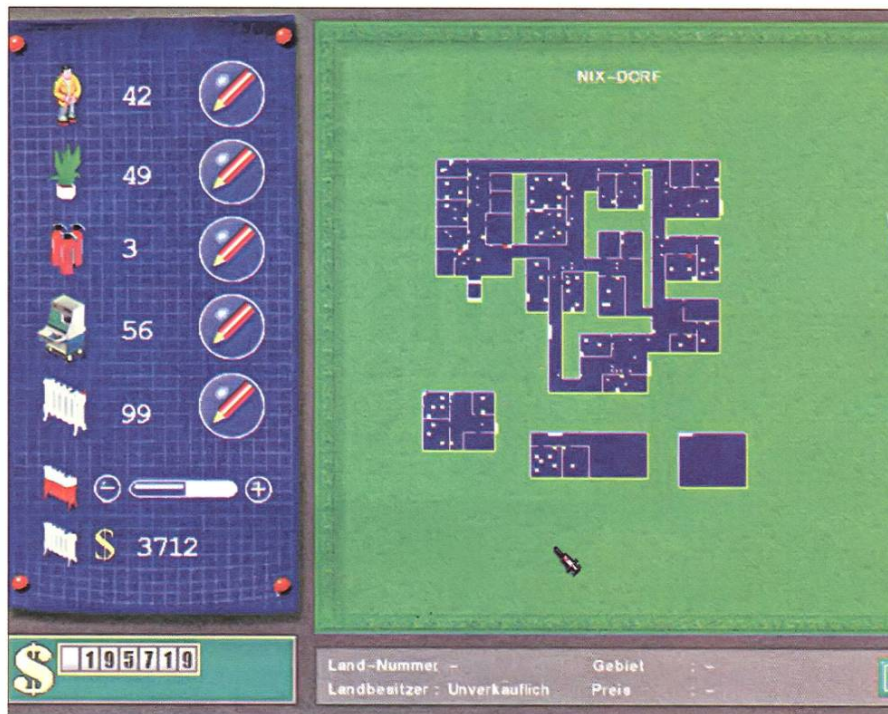 42
49
3
56
99
$ 3712
$ 195719
NIX-DORF
Land-Nummer - Gebiet : -
Landbesitzer : Unverkäuflich Preis : -